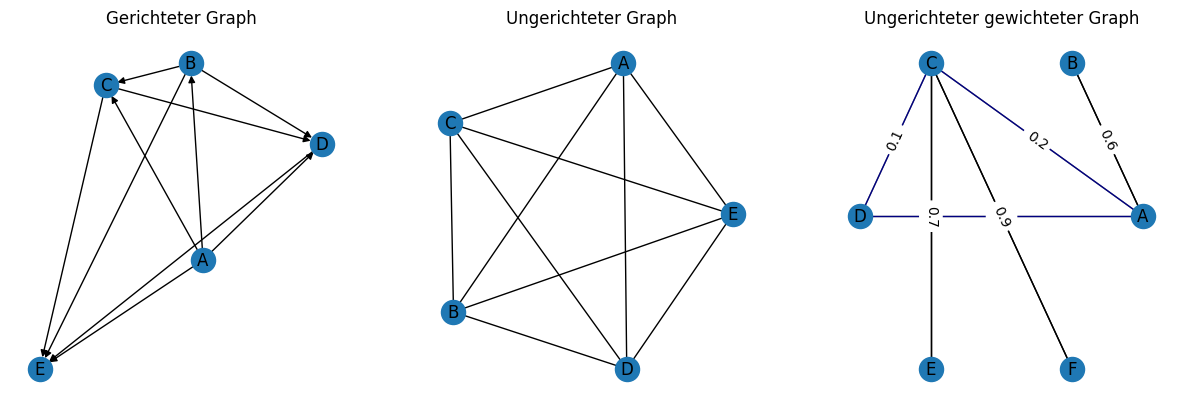 Gerichteter Graph
B
C
D
A
E
Ungerichteter Graph
A
C
E
B
D
Ungerichteter gewichteter Graph
C
B
0.1
0.2
0.6
D
0.7
0.9
A
E
F